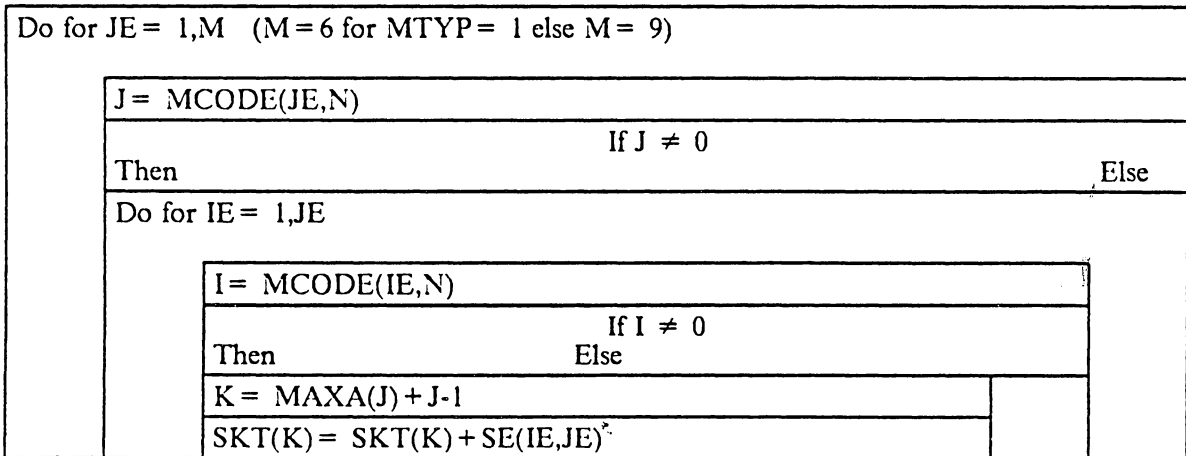 Do for JE = 1,M (M = 6 for MTYP = 1 else M = 9)
J = MCODE(JE,N)
If J ≠ 0
Then Else
Do for IE = 1,JE
I = MCODE(IE,N)
If I ≠ 0
Then Else
K = MAXA(J) + J-1
SKT(K) = SKT(K) + SE(IE,JE)